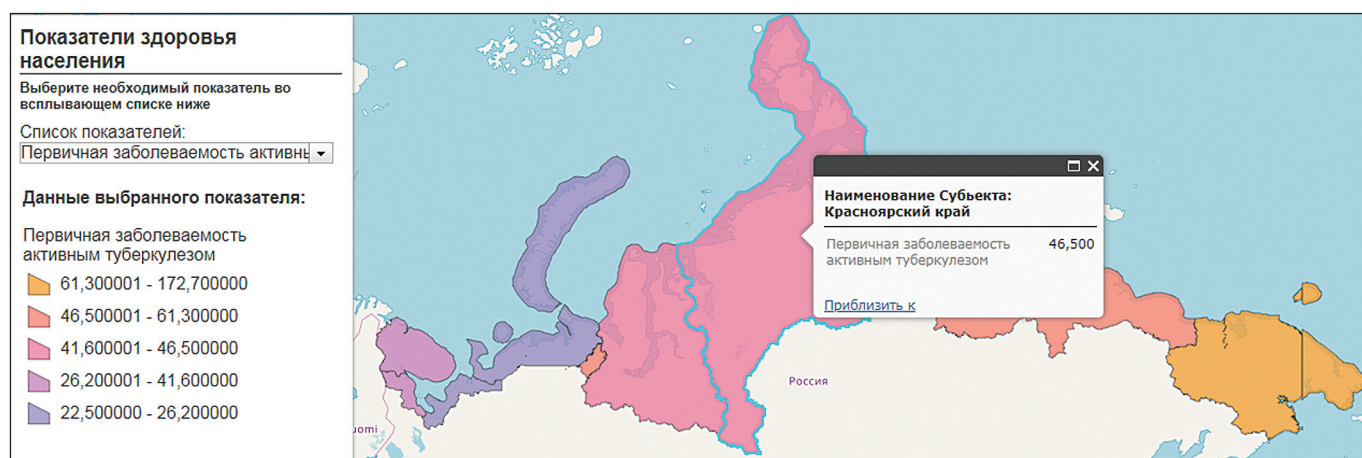 Показатели здоровья
населения
Выберите необходимый показатель во
всплывающем списке ниже
Список показателей:
Первичная заболеваемость активнь
Данные выбранного показателя:
Первичная заболеваемость
активным туберкулезом
61,300001 - 172,700000
46,500001 - 61,300000
41,600001 - 46,500000
26,200001 - 41,600000
22,500000 - 26,200000
Наименование Субьекта:
Красноярский край
Первичная заболеваемость 46,500
активным туберкулезом
Приблизить к
Россия
uomi